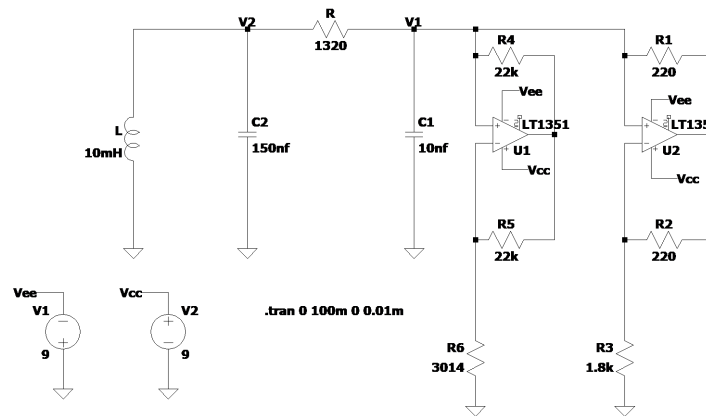 V2
R
1320
V1
R4
22k
R1
220
Vee
LT1351
U1
Vcc
Vee
U2
Vcc
L
10mH
C2
150nf
C1
10nf
R5
22k
R2
220
Vee
V1
9
Vcc
V2
9
.tran 0 100m 0 0.01m
R6
3014
R3
1.8k